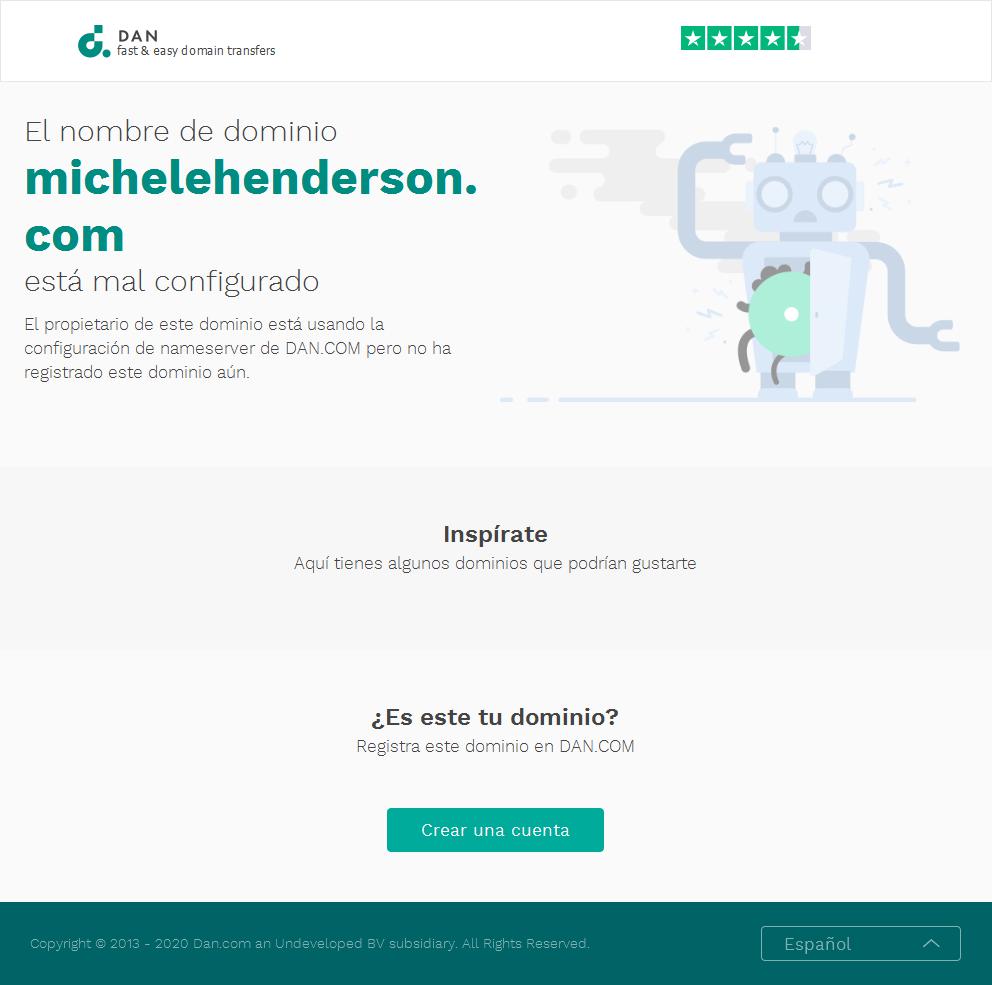 DAN
fast & easy domain transfers
El nombre de dominio
michelehenderson.
com
está mal configurado
El propietario de este dominio está usando la
configuración de nameserver de DAN.COM pero no ha
registrado este dominio aún.
Inspírate
Aquí tienes algunos dominios que podrían gustarte
¿Es este tu dominio?
Registra este dominio en DAN.COM
Crear una cuenta
Copyright © 2013 - 2020 Dan.com an Undeveloped BV subsidiary. All Rights Reserved.
Español